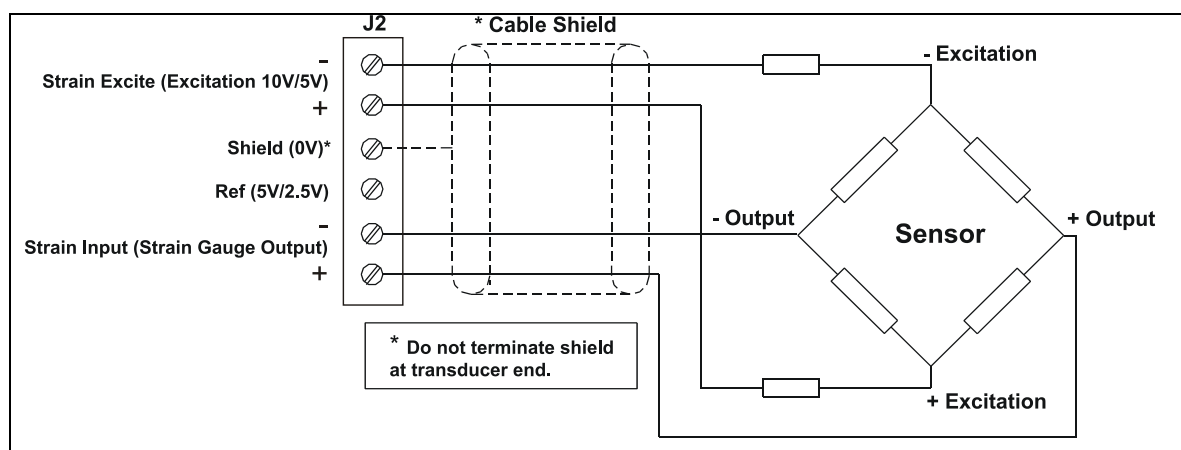 J2
* Cable Shield
–
Strain Excite (Excitation 10V/5V)
+
Shield (0V)*
Ref (5V/2.5V)
–
Strain Input (Strain Gauge Output)
+
- Excitation
- Output
+ Output
Sensor
+ Excitation
* Do not terminate shield
at transducer end.